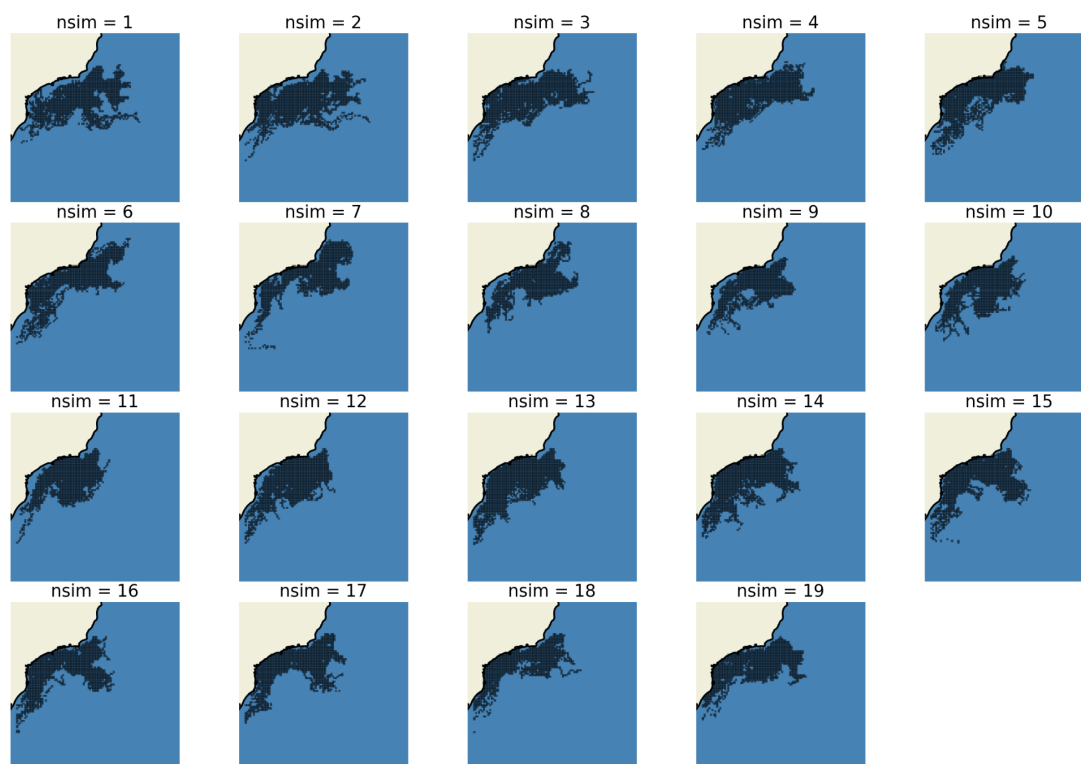 nsim = 1
nsim = 2
nsim = 3
nsim = 4
nsim = 5
nsim = 6
nsim = 7
nsim = 8
nsim = 9
nsim = 10
nsim = 11
nsim = 12
nsim = 13
nsim = 14
nsim = 15
nsim = 16
nsim = 17
nsim = 18
nsim = 19